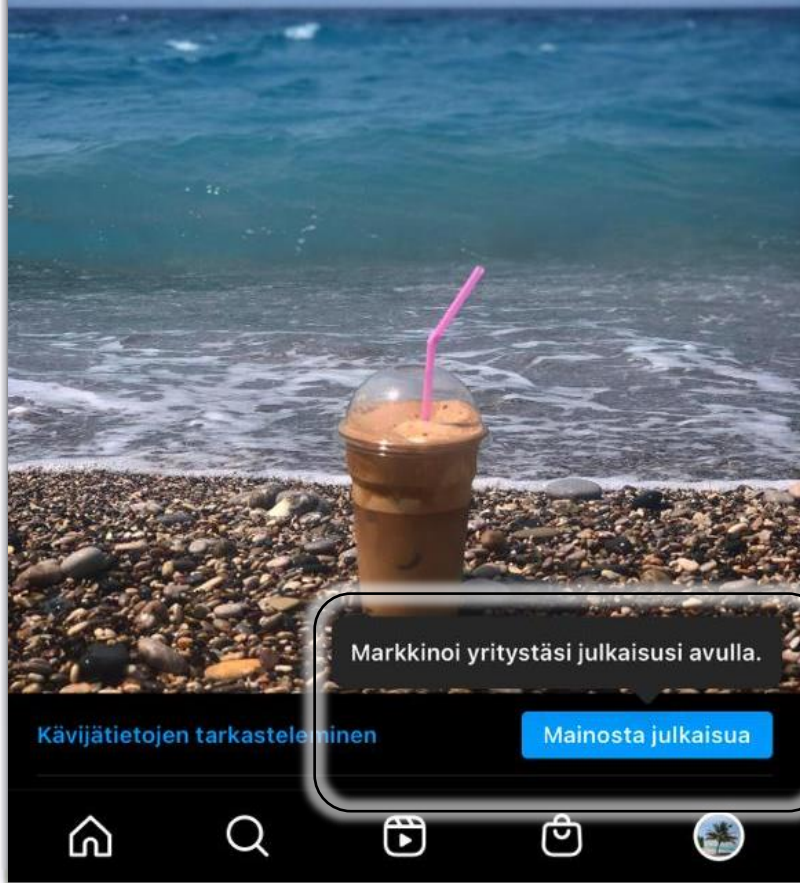 Markkinoi yritystäsi julkaisusi avulla.
Kävijätietojen tarkasteleminen
Mainosta julkaisua